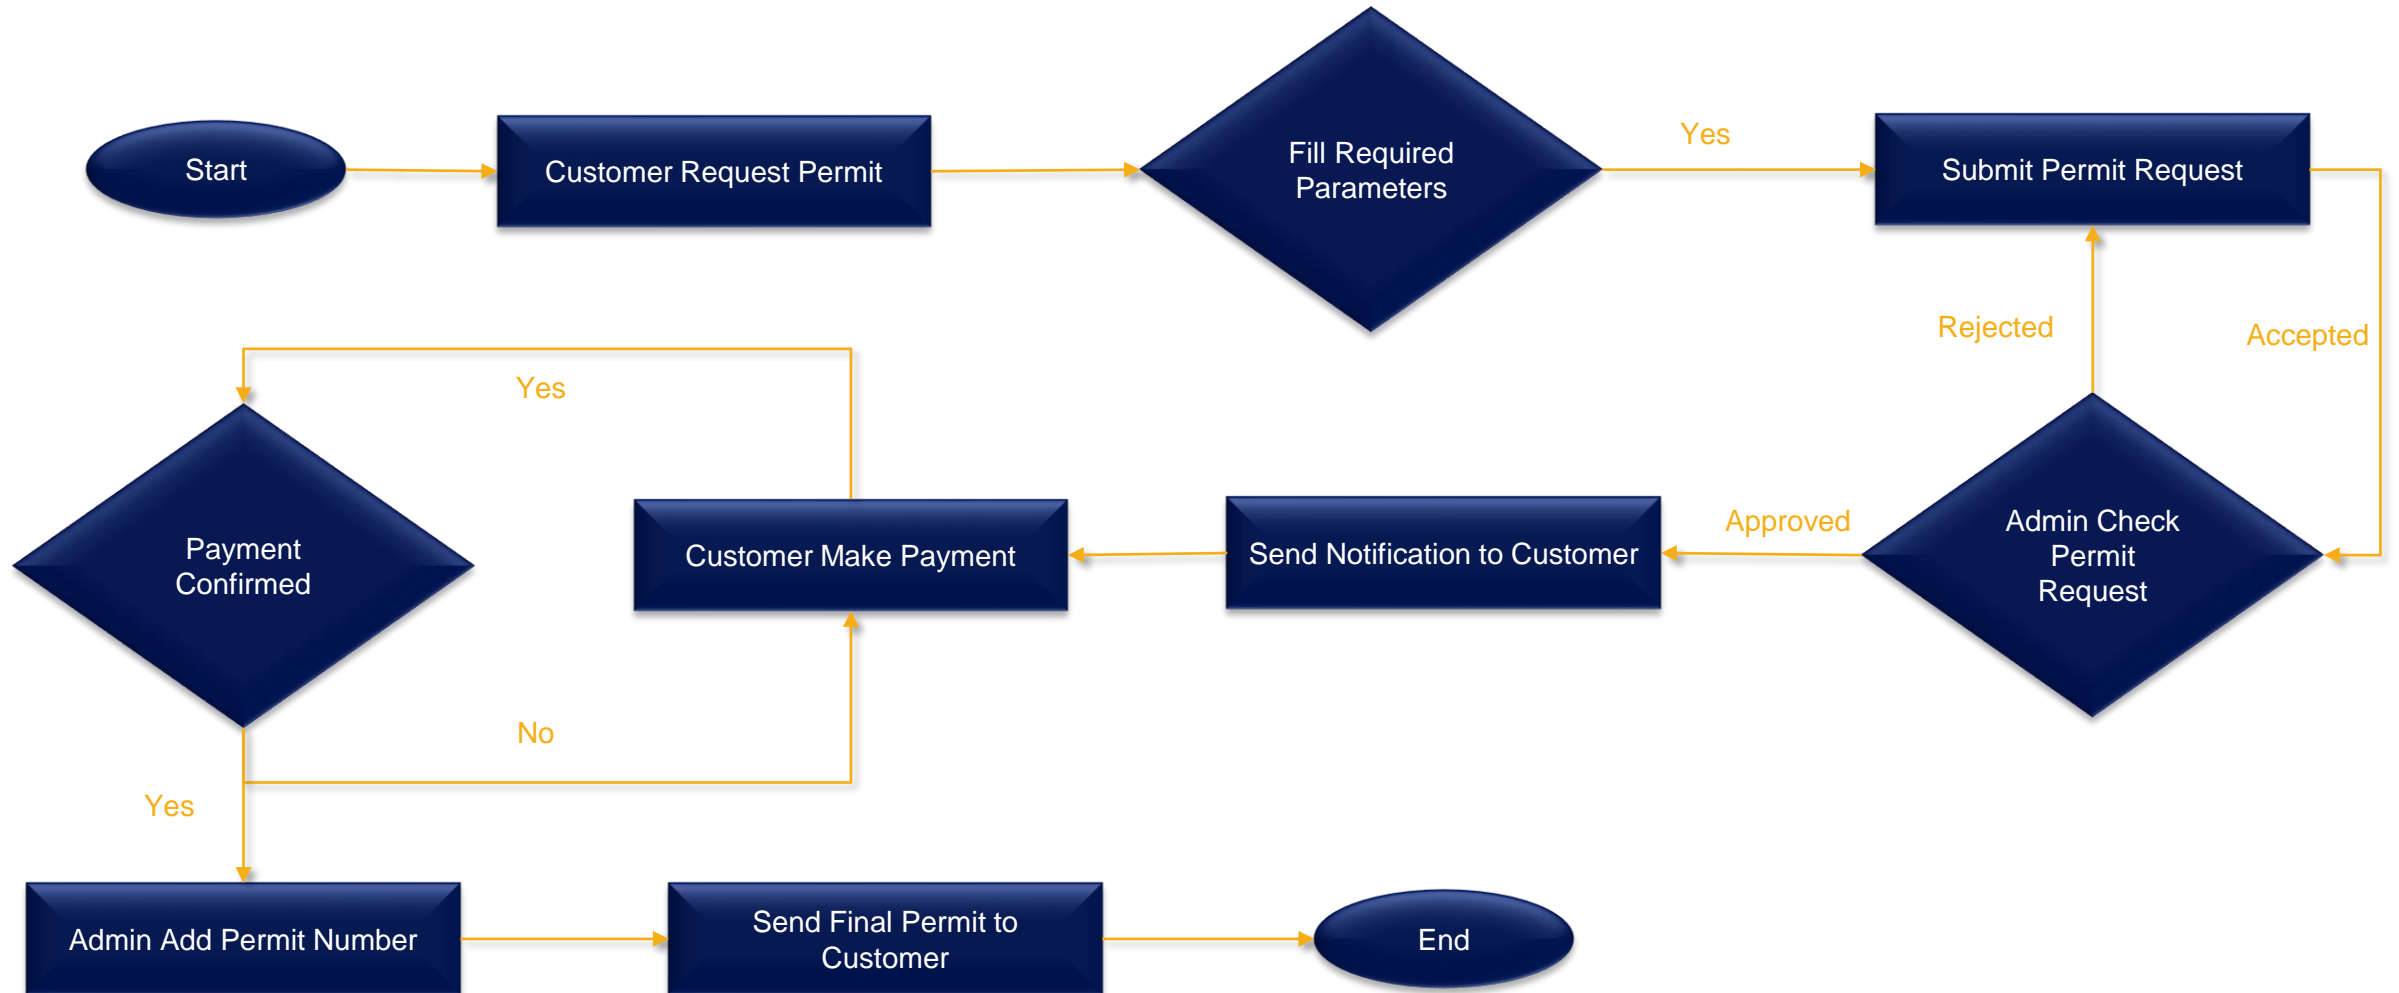 Start
Customer Request Permit
Fill Required
Parameters
Yes
Submit Permit Request
Rejected
Accepted
Yes
Payment
Confirmed
Customer Make Payment
Send Notification to Customer
Approved
Admin Check
Permit
Request
No
Yes
Admin Add Permit Number
Send Final Permit to
Customer
End